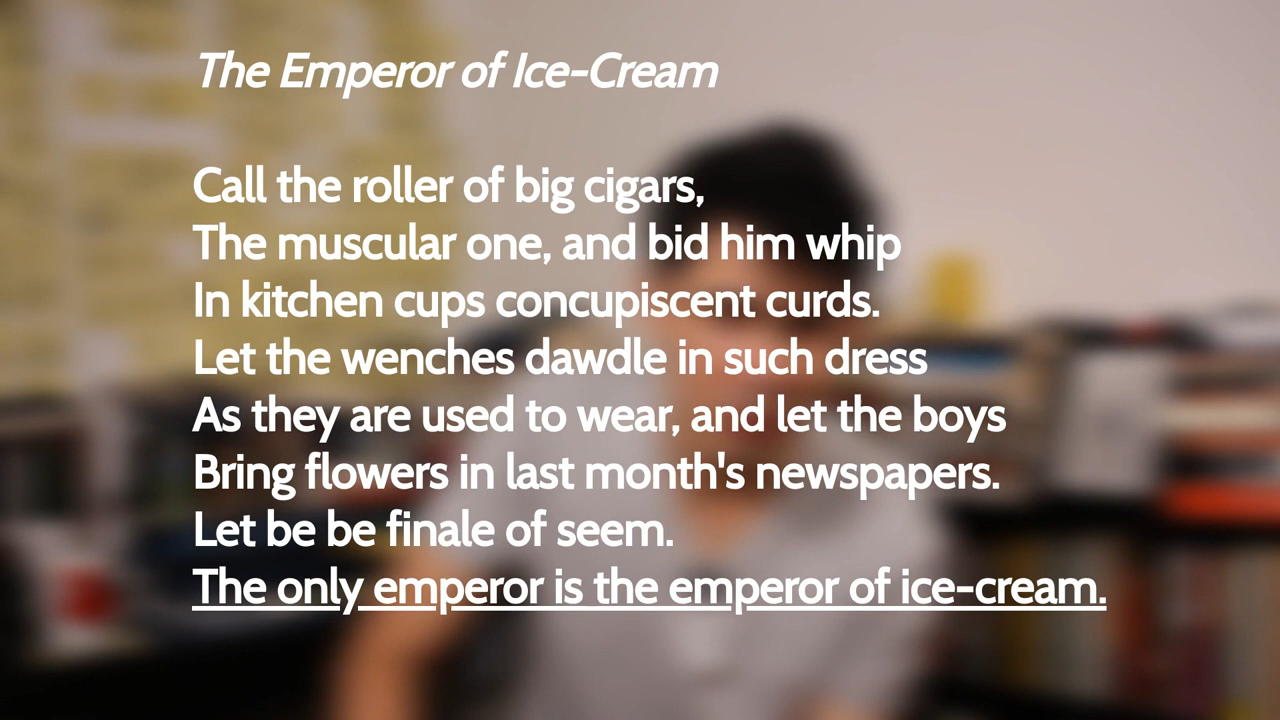 The Emperor of Ice-Cream
Call the roller of big cigars,
The muscular one, and bid him whip
In kitchen cups concupiscent curds.
Let the wenches dawdle in such dress
As they are used to wear, and let the boys
Bring flowers in last month's newspapers.
Let be be finale of seem.
The only emperor is the emperor of ice-cream.